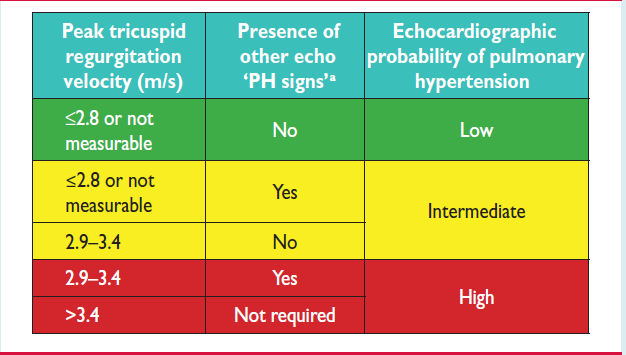 Peak tricuspid
regurgitation
velocity (m/s)
Presence of
other echo
‘PH signs’ᵃ
Echocardiographic
probability of pulmonary
hypertension
≤2.8 or not
measurable
No
Low
≤2.8 or not
measurable
Yes
Intermediate
2.9–3.4
No
2.9–3.4
Yes
High
>3.4
Not required